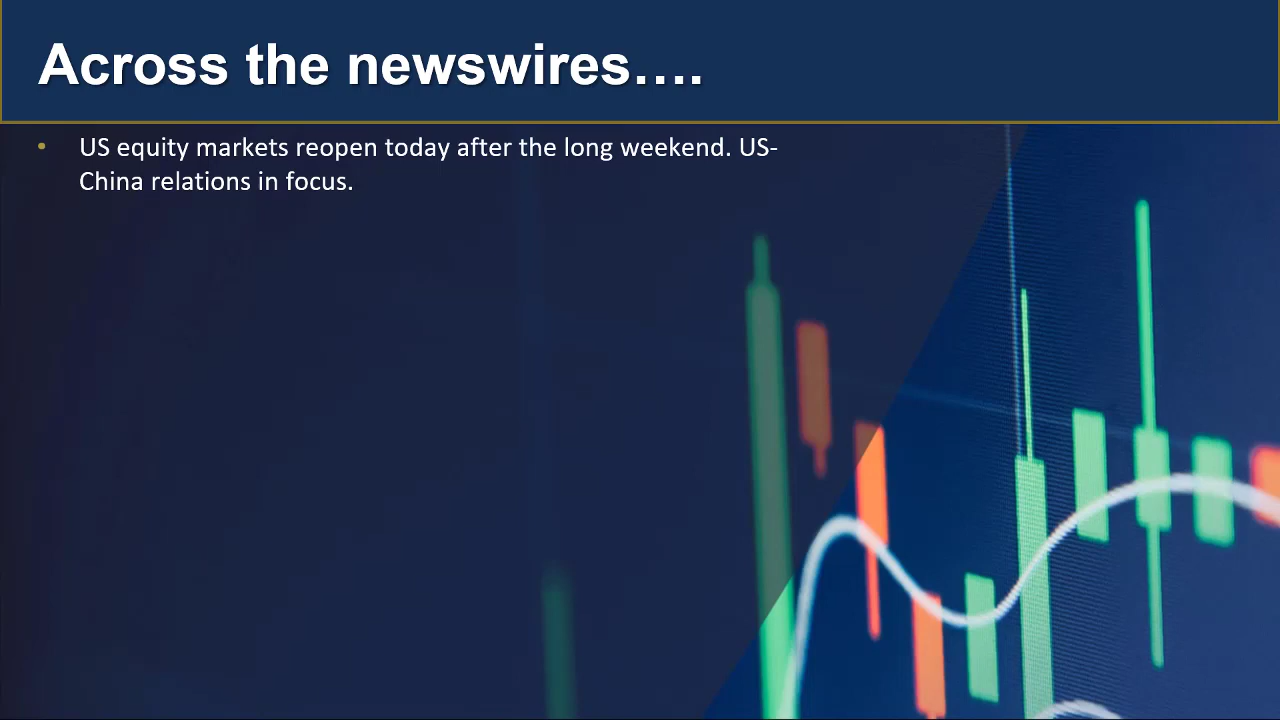 Across the newswires….
• US equity markets reopen today after the long weekend. US-
China relations in focus.